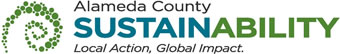 Alameda County
SUSTAINABILITY
Local Action, Global Impact.